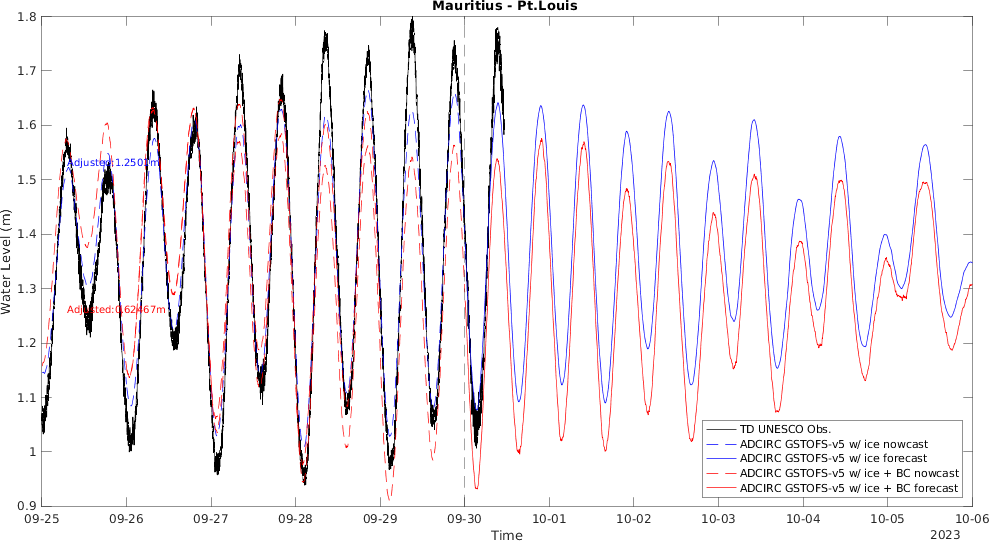 Mauritius - Pt.Louis
Water Level (m)
1.8
1.7
1.6
1.5
1.4
1.3
1.2
1.1
1
0.9
Adjusted:1.2501m
Adjusted:0.62467m
TD UNESCO Obs.
ADCIRC GSTOFS-v5 w/ ice nowcast
ADCIRC GSTOFS-v5 w/ ice forecast
ADCIRC GSTOFS-v5 w/ ice + BC nowcast
ADCIRC GSTOFS-v5 w/ ice + BC forecast
09-25 09-26 09-27 09-28 09-29 09-30 10-01 10-02 10-03 10-04 10-05 10-06
Time
2023